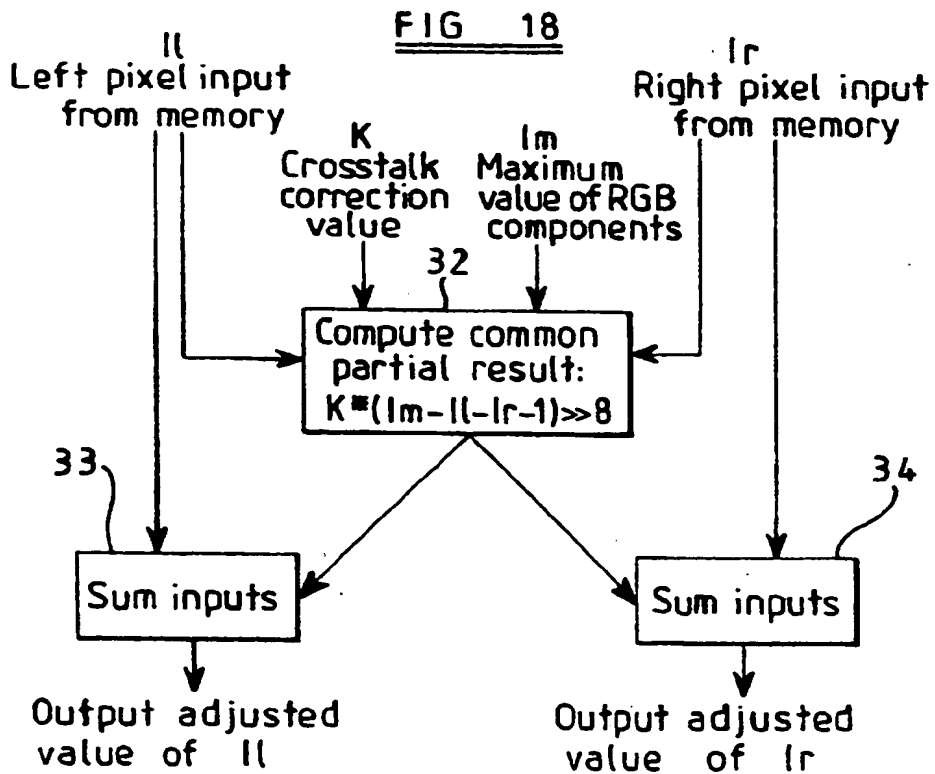 FIG 18
Il
Left pixel input
from memory
Ir
Right pixel input
from memory
K
Crosstalk
correction
value
Im
Maximum
value of RGB
components
32
Compute common
partial result:
K*(Im-Il-Ir-1)>>8
33
Sum inputs
34
Sum inputs
Output adjusted
value of Il
Output adjusted
value of Ir